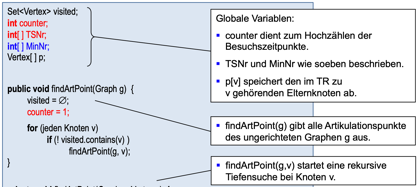 Set<Vertex> visited;
int counter;
int[ ] TSNr;
int[ ] MinNr;
Vertex[ ] p;
public void findArtPoint(Graph g) {
visited = ∅;
counter = 1;
for (jeden Knoten v)
if (! visited.contains(v) )
findArtPoint(g, v);
}
Globale Variablen:
▪ counter dient zum Hochzählen
der Besuchszeitpunkte.
▪ TSNr und MinNr wie soeben beschrieben.
▪ p[v] speichert den im TR zu
v gehörenden Elternknoten ab.
▪ findArtPoint(g) gibt alle Artikulationspunkte
des ungerichteten Graphen g aus.
▪ findArtPoint(g,v) startet eine rekursive
Tiefensuche bei Knoten v.